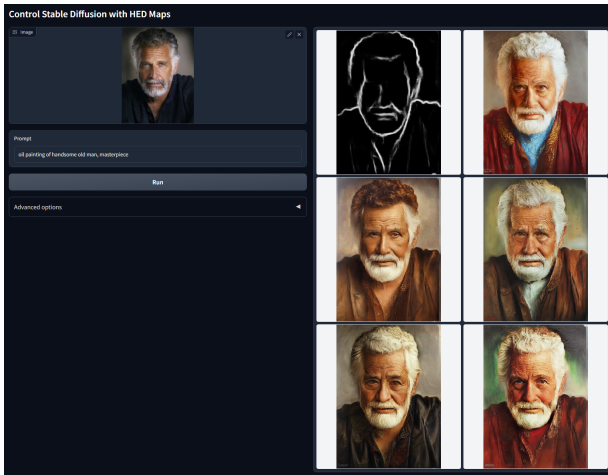 Control Stable Diffusion with HED Maps
Image
Prompt
oil painting of handsome old man, masterpiece
Run
Advanced options